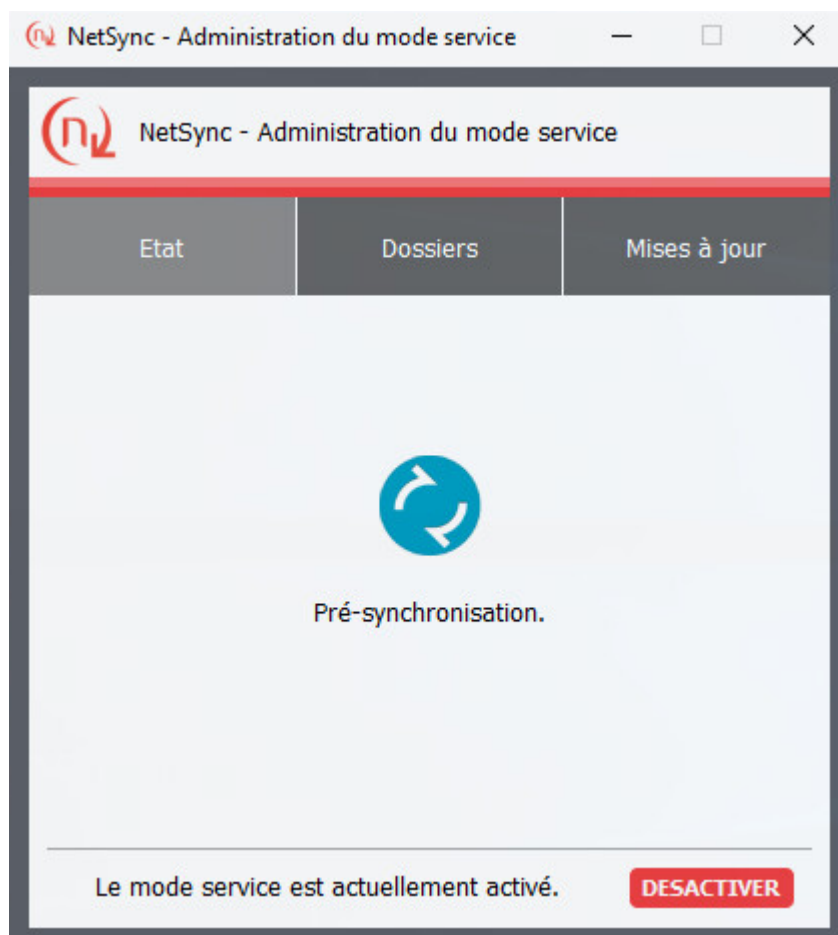 NetSync - Administration du mode service
NetSync - Administration du mode service
Etat
Dossiers
Mises à jour
Pré-synchronisation.
Le mode service est actuellement activé.
DESACTIVER